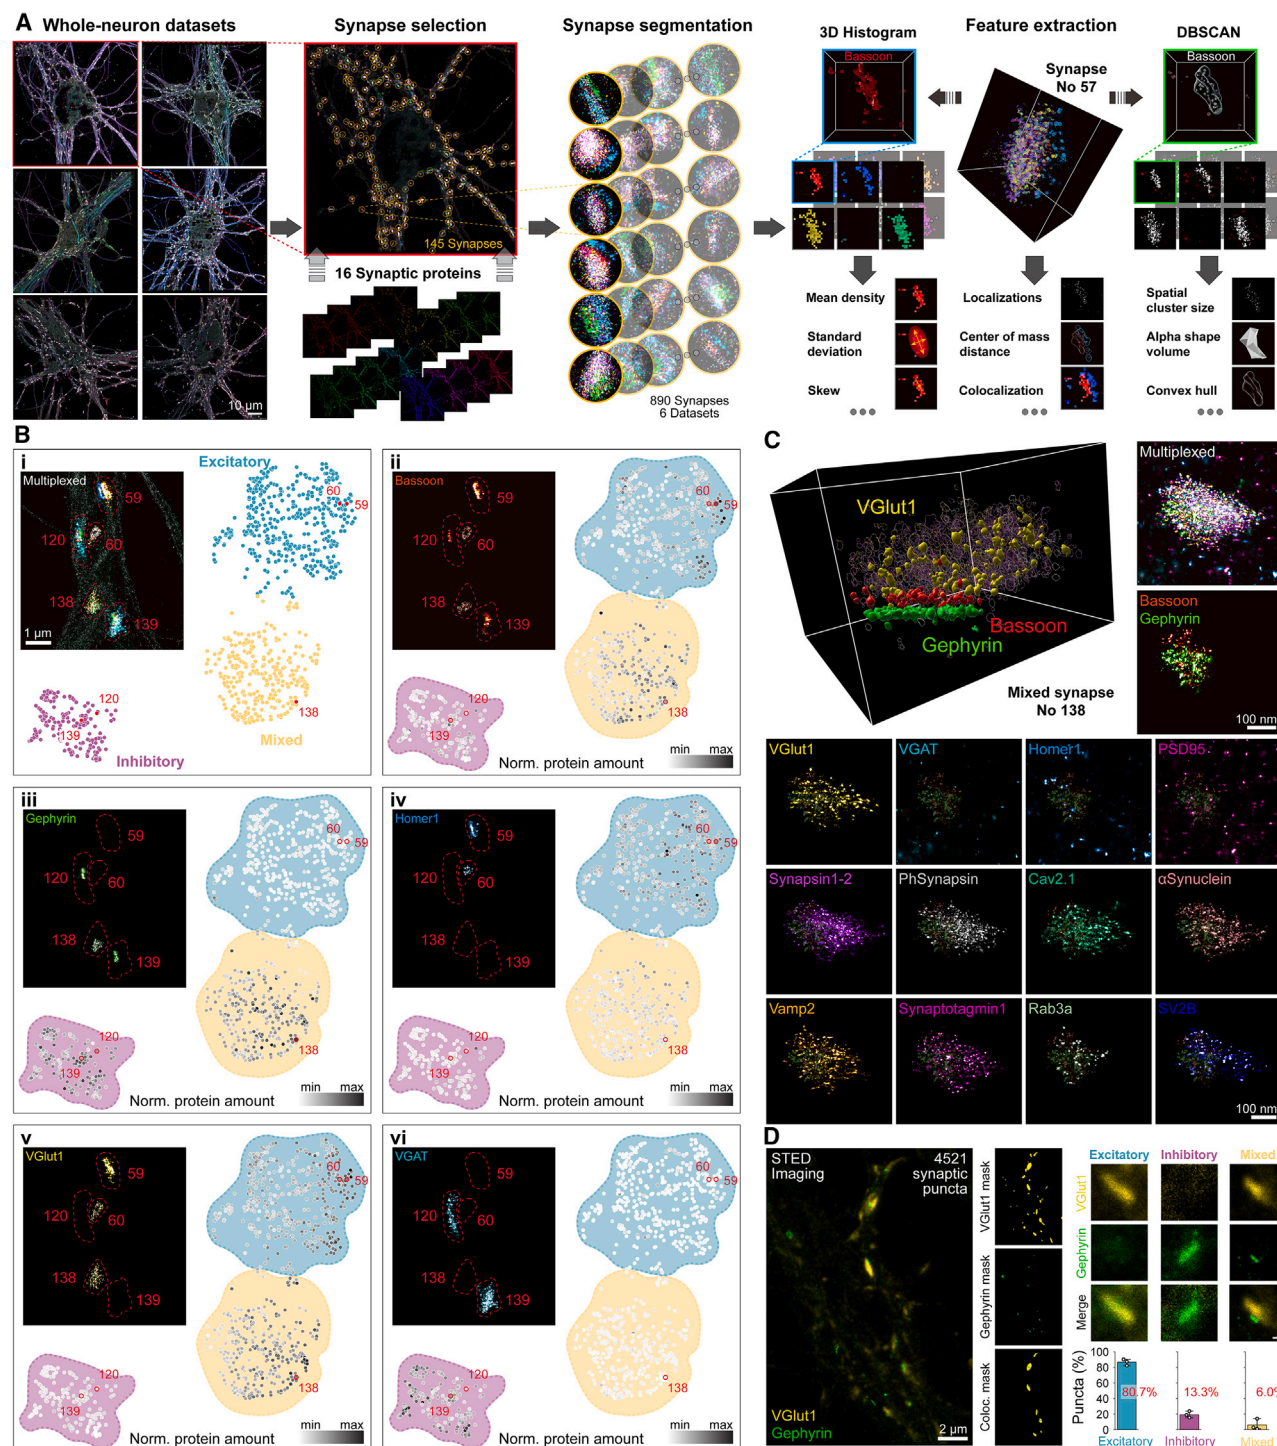 A
Whole-neuron datasets
Synapse selection
Synapse segmentation
Feature extraction
3D Histogram
DBSCAN
Bassoon
Synapse
No 57
Bassoon
145 Synapses
16 Synaptic proteins
10 µm
890 Synapses
6 Datasets
Mean density
Standard
deviation
Skew
Localizations
Center of mass
distance
Colocalization
Spatial
cluster size
Alpha shape
volume
Convex hull
B
i
Multiplexed
59
120
60
138
139
1 µm
Excitatory
60
59
120
139
138
Inhibitory
Mixed
ii
Bassoon
59
120
60
138
139
60
59
120
139
138
min max
Norm. protein amount
iii
Gephyrin
59
120
60
138
139
60
59
120
139
138
min max
Norm. protein amount
iv
Homer1
59
120
60
138
139
60
59
120
139
138
min max
Norm. protein amount
v
VGlut1
59
120
60
138
139
60
59
120
139
138
min max
Norm. protein amount
vi
VGAT
59
120
60
138
139
60
59
120
139
138
min max
Norm. protein amount
C
VGlut1
Bassoon
Gephyrin
Mixed synapse
No 138
Multiplexed
Bassoon
Gephyrin
100 nm
VGlut1
VGAT
Homer1
PSD95
Synapsin1-2
PhSynapsin
Cav2.1
αSynuclein
Vamp2
Synaptotagmin1
Rab3a
SV2B
100 nm
D
STED
Imaging
4521
synaptic
puncta
VGlut1
Gephyrin
2 µm
VGlut1 mask
Gephyrin mask
Coloc. mask
Excitatory
Inhibitory
Mixed
VGlut1
Gephyrin
Merge
Puncta (%)
100
80
60
40
20
0
80.7%
13.3%
6.0%
Excitatory
Inhibitory
Mixed